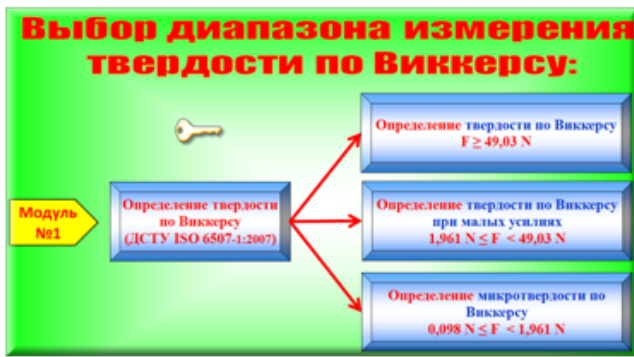 Выбор диапазона измерения
твердости по Виккерсу:
Определение твердости по Виккерсу
F ≥ 49,03 N
Модуль
№1
Определение твердости
по Виккерсу
(ДСТУ ISO 6507-1:2007)
Определение твердости по Виккерсу
при малых усилиях
1,961 N ≤ F < 49,03 N
Определение микротвердости по
Виккерсу
0,098 N ≤ F < 1,961 N